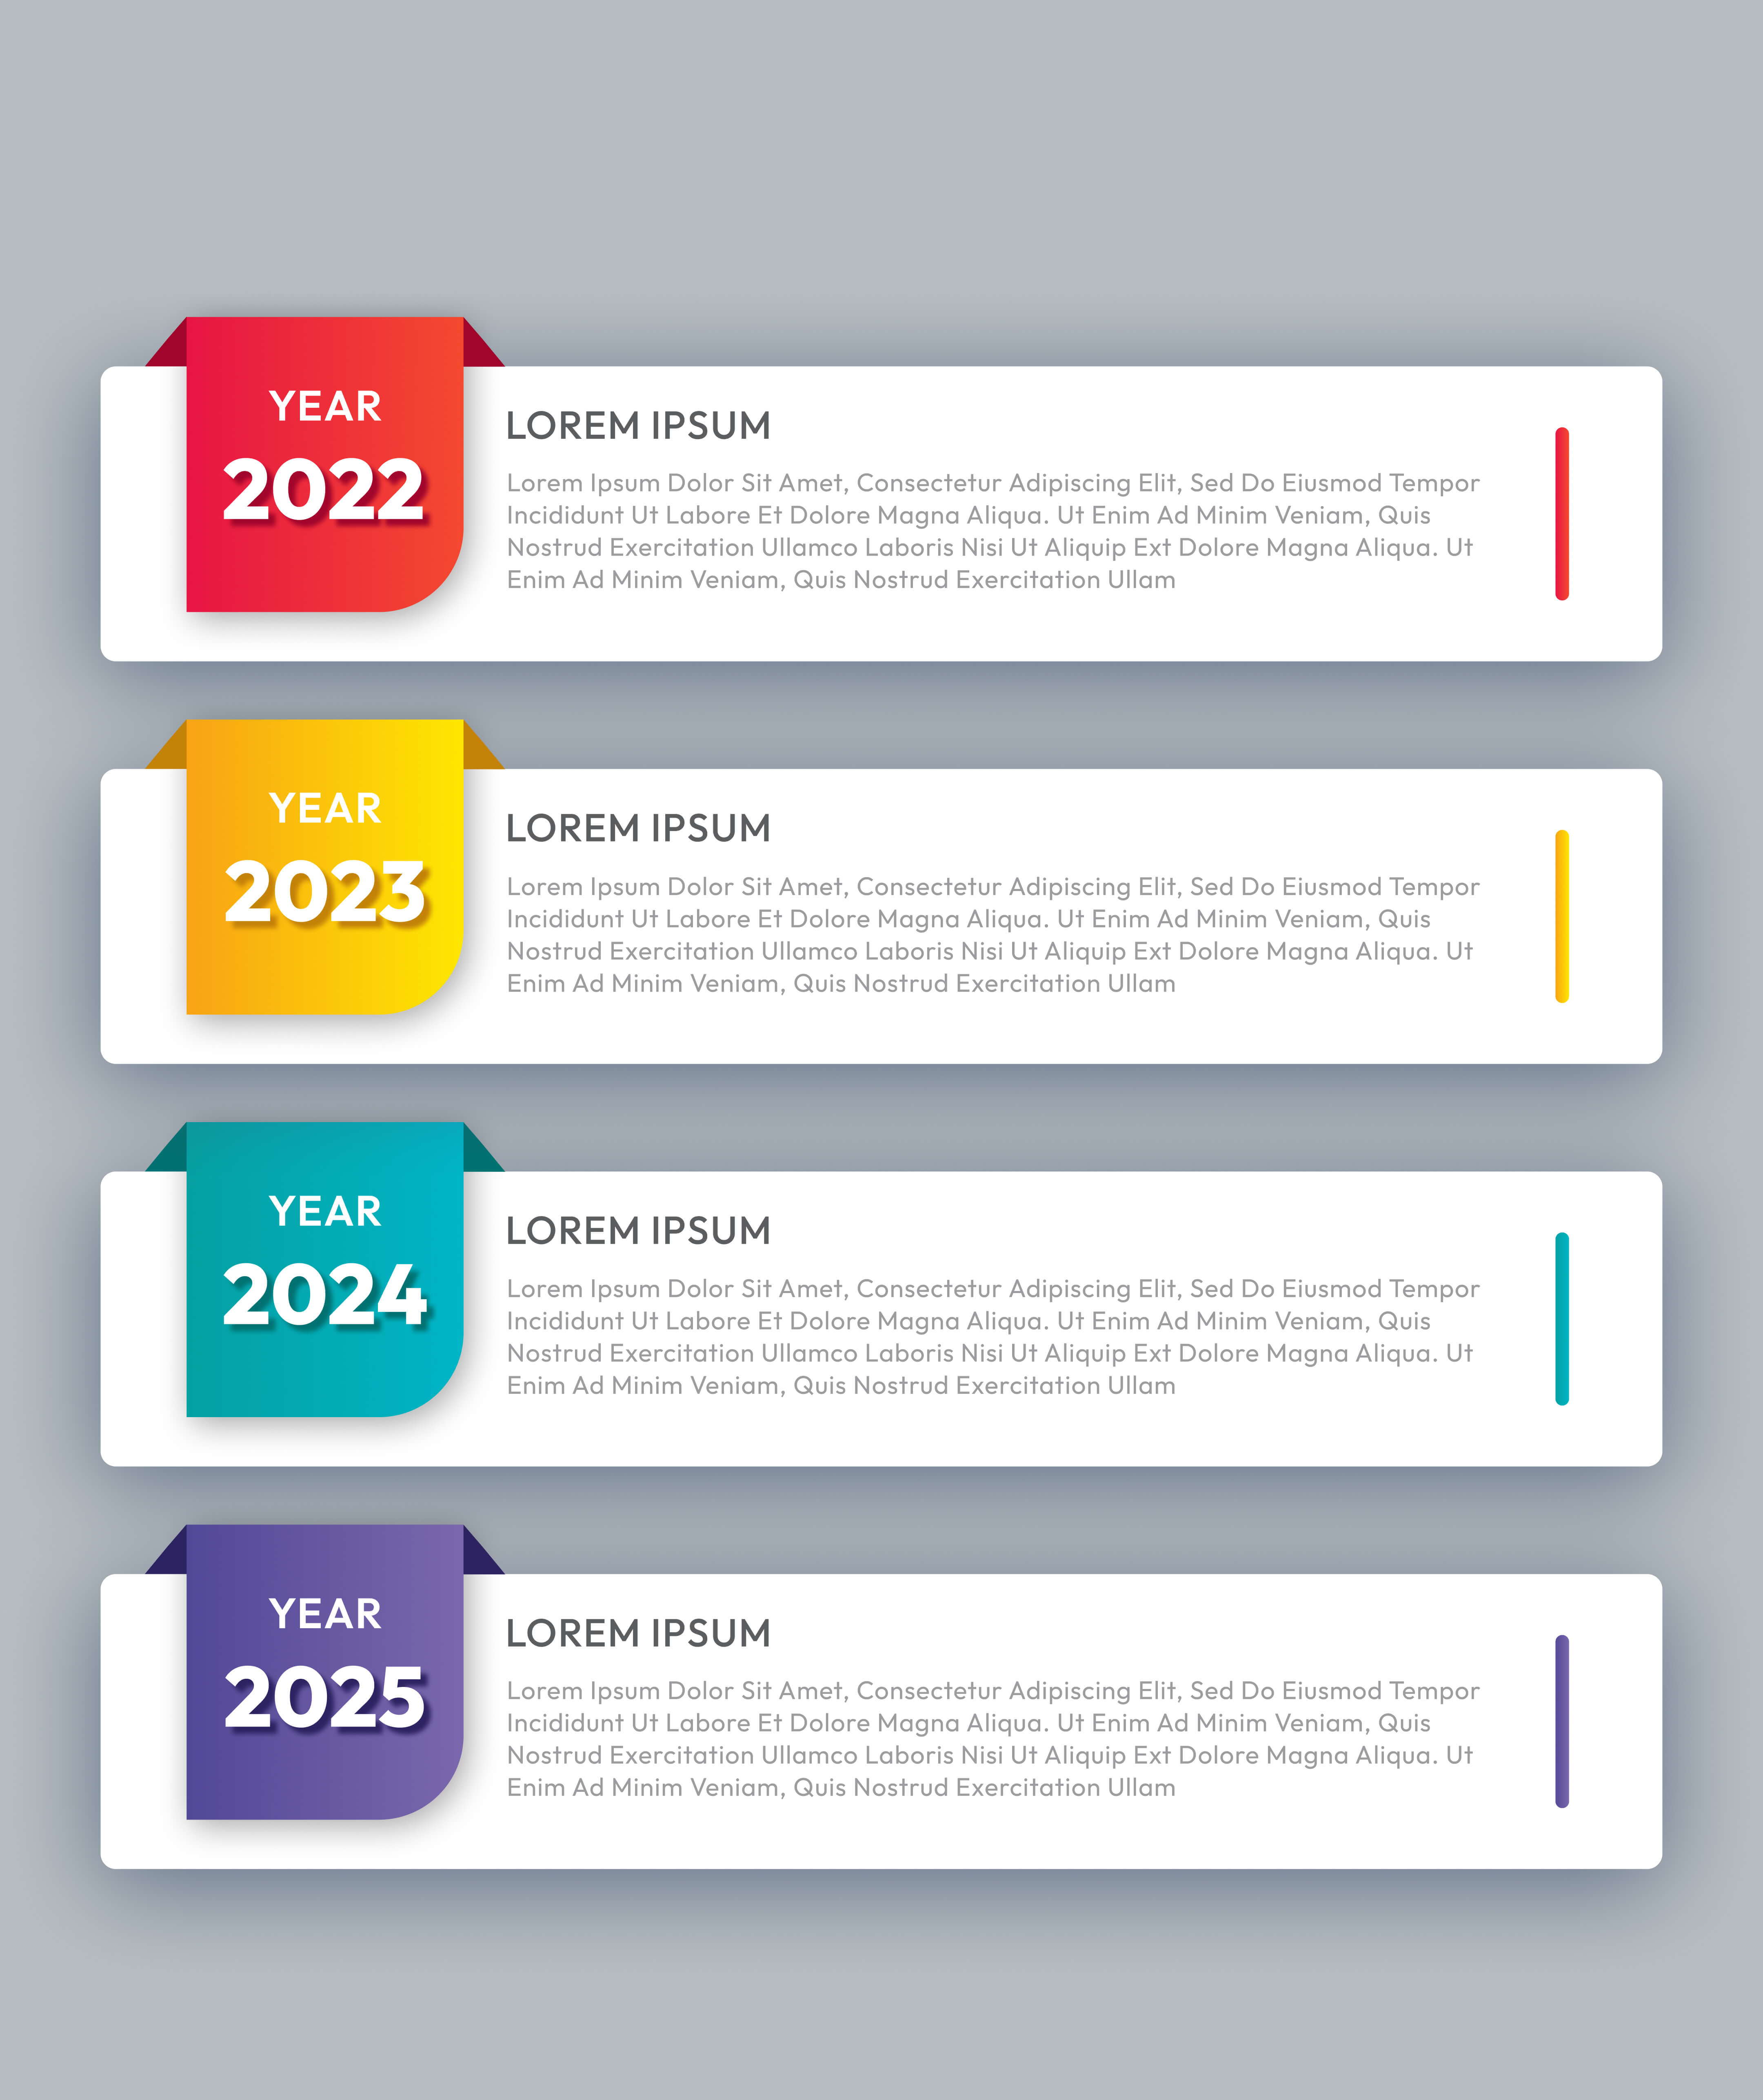 YEAR
2022
LOREM IPSUM
Lorem Ipsum Dolor Sit Amet, Consectetur Adipiscing Elit, Sed Do Eiusmod Tempor
Incididunt Ut Labore Et Dolore Magna Aliqua. Ut Enim Ad Minim Veniam, Quis
Nostrud Exercitation Ullamco Laboris Nisi Ut Aliquip Ext Dolore Magna Aliqua. Ut
Enim Ad Minim Veniam, Quis Nostrud Exercitation Ullam
YEAR
2023
LOREM IPSUM
Lorem Ipsum Dolor Sit Amet, Consectetur Adipiscing Elit, Sed Do Eiusmod Tempor
Incididunt Ut Labore Et Dolore Magna Aliqua. Ut Enim Ad Minim Veniam, Quis
Nostrud Exercitation Ullamco Laboris Nisi Ut Aliquip Ext Dolore Magna Aliqua. Ut
Enim Ad Minim Veniam, Quis Nostrud Exercitation Ullam
YEAR
2024
LOREM IPSUM
Lorem Ipsum Dolor Sit Amet, Consectetur Adipiscing Elit, Sed Do Eiusmod Tempor
Incididunt Ut Labore Et Dolore Magna Aliqua. Ut Enim Ad Minim Veniam, Quis
Nostrud Exercitation Ullamco Laboris Nisi Ut Aliquip Ext Dolore Magna Aliqua. Ut
Enim Ad Minim Veniam, Quis Nostrud Exercitation Ullam
YEAR
2025
LOREM IPSUM
Lorem Ipsum Dolor Sit Amet, Consectetur Adipiscing Elit, Sed Do Eiusmod Tempor
Incididunt Ut Labore Et Dolore Magna Aliqua. Ut Enim Ad Minim Veniam, Quis
Nostrud Exercitation Ullamco Laboris Nisi Ut Aliquip Ext Dolore Magna Aliqua. Ut
Enim Ad Minim Veniam, Quis Nostrud Exercitation Ullam